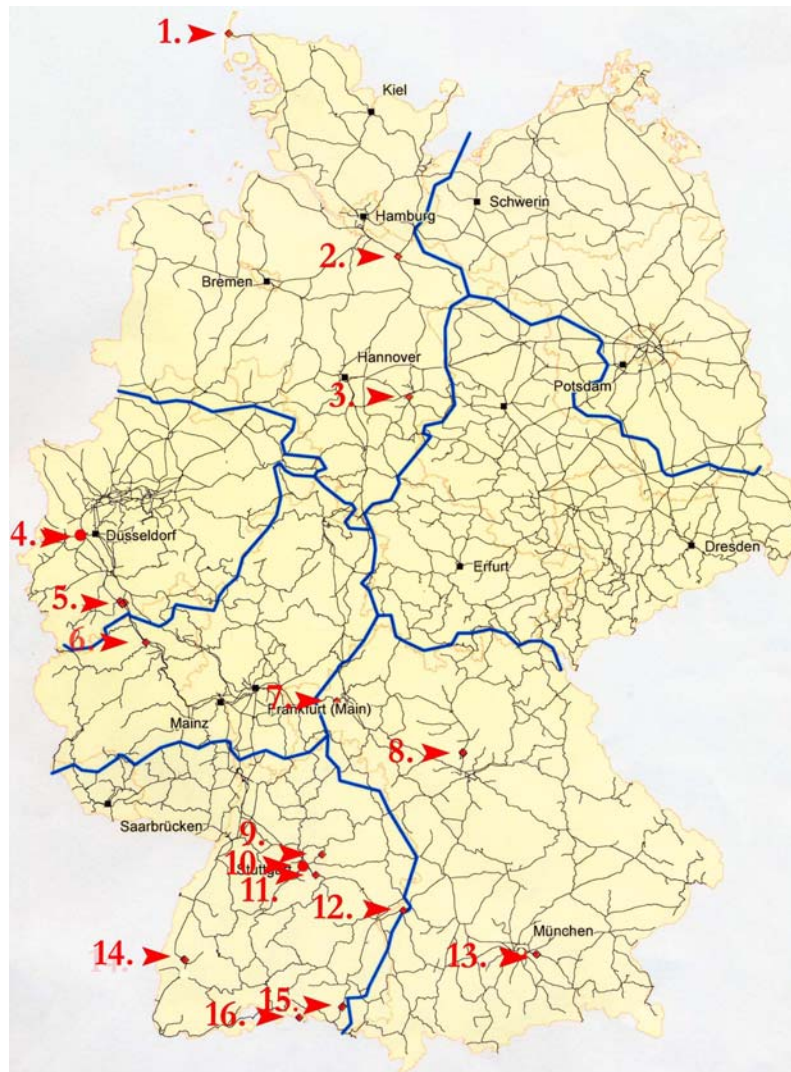 1.
Kiel
Schwerin
Hamburg
2.
Bremen
Hannover
Potsdam
3.
4.
Düsseldorf
Dresden
Erfurt
5.
6.
7.
Frankfurt (Main)
Mainz
8.
Saarbrücken
9.
10.
Stuttgart
11.
12.
München
13.
14.
15.
16.